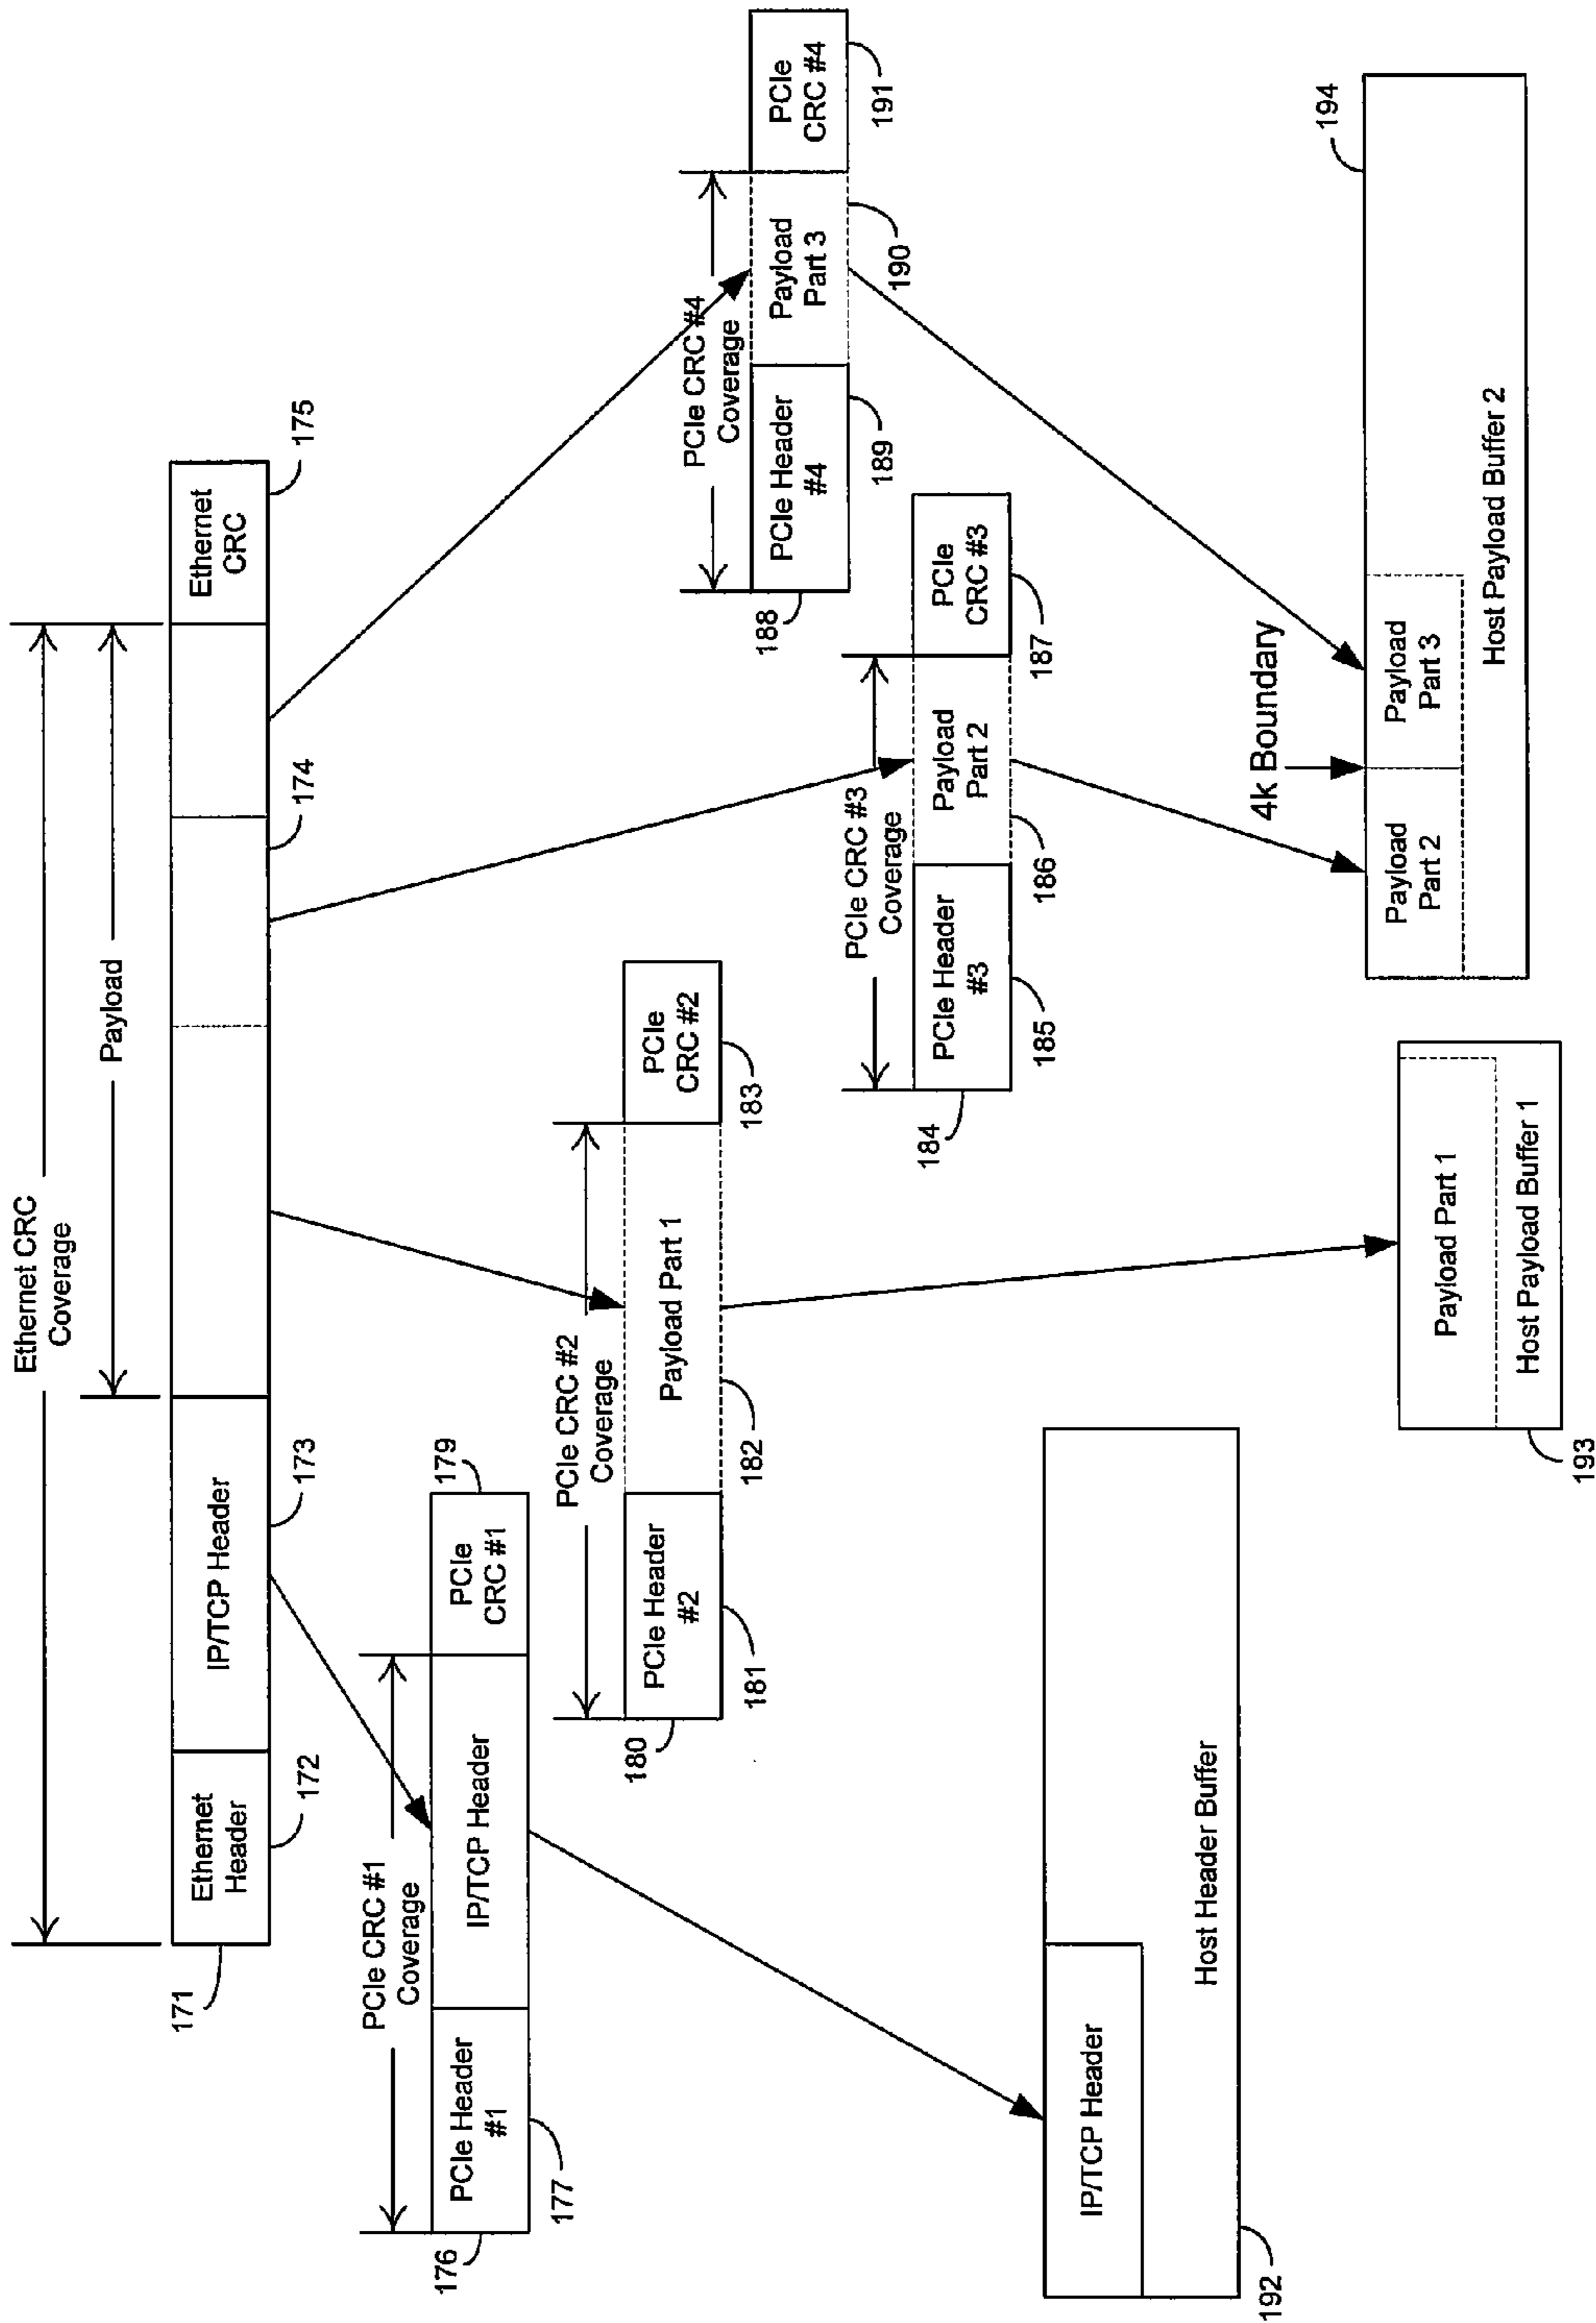 Ethernet CRC
Coverage
Payload
Ethernet
Header
IP/TCP Header
Ethernet
CRC
171
172
173
174
175
PCIe CRC #1
Coverage
PCIe Header
#1
IP/TCP Header
PCIe
CRC #1
176
177
179
PCIe CRC #2
Coverage
PCIe Header
#2
Payload Part 1
PCIe
CRC #2
180
181
182
183
PCIe CRC #3
Coverage
PCIe Header
#3
Payload
Part 2
PCIe
CRC #3
184
185
186
187
PCIe CRC #4
Coverage
PCIe Header
#4
Payload
Part 3
PCIe
CRC #4
188
189
190
191
IP/TCP Header
Host Header Buffer
192
Payload Part 1
Host Payload Buffer 1
193
4k Boundary
Payload
Part 2
Payload
Part 3
Host Payload Buffer 2
194